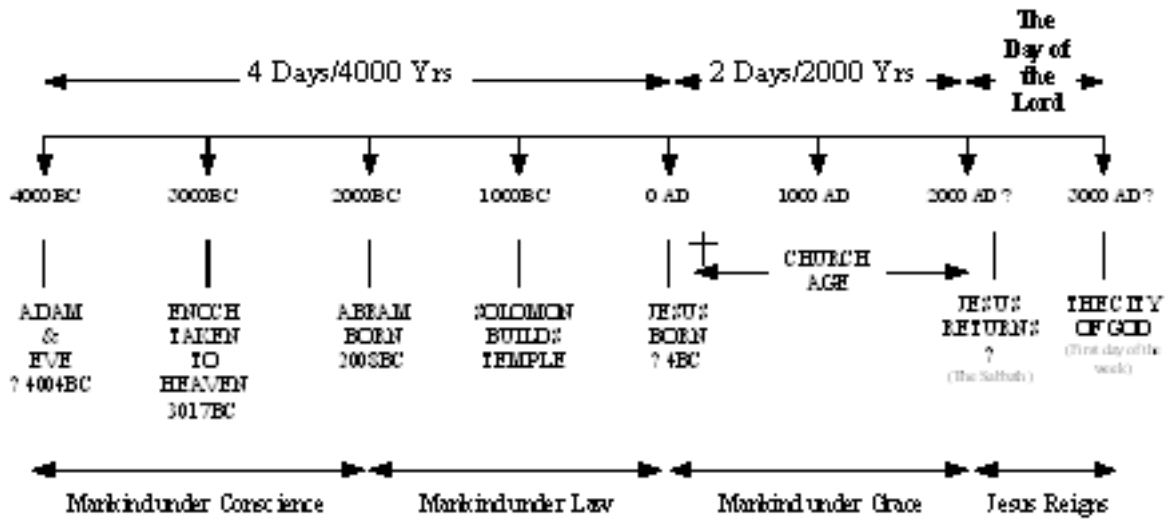 The
Day of
the
Lord
4 Days/4000 Yrs
2 Days/2000 Yrs
4000BC
3000BC
2000BC
1000BC
0 AD
1000 AD
2000 AD ?
3000 AD ?
CHURCH
AGE
ADAM
&
EVE
? 4004BC
ENOCH
TAKEN
TO
HEAVEN
3017BC
ABRAM
BORN
2008BC
SOLOMON
BUILDS
TEMPLE
JESUS
BORN
? 4BC
JESUS
RETURNS
?
(The Sabbath)
THE CITY
OF GOD
(First day of the
week)
Mankind under Conscience
Mankind under Law
Mankind under Grace
Jesus Reigns